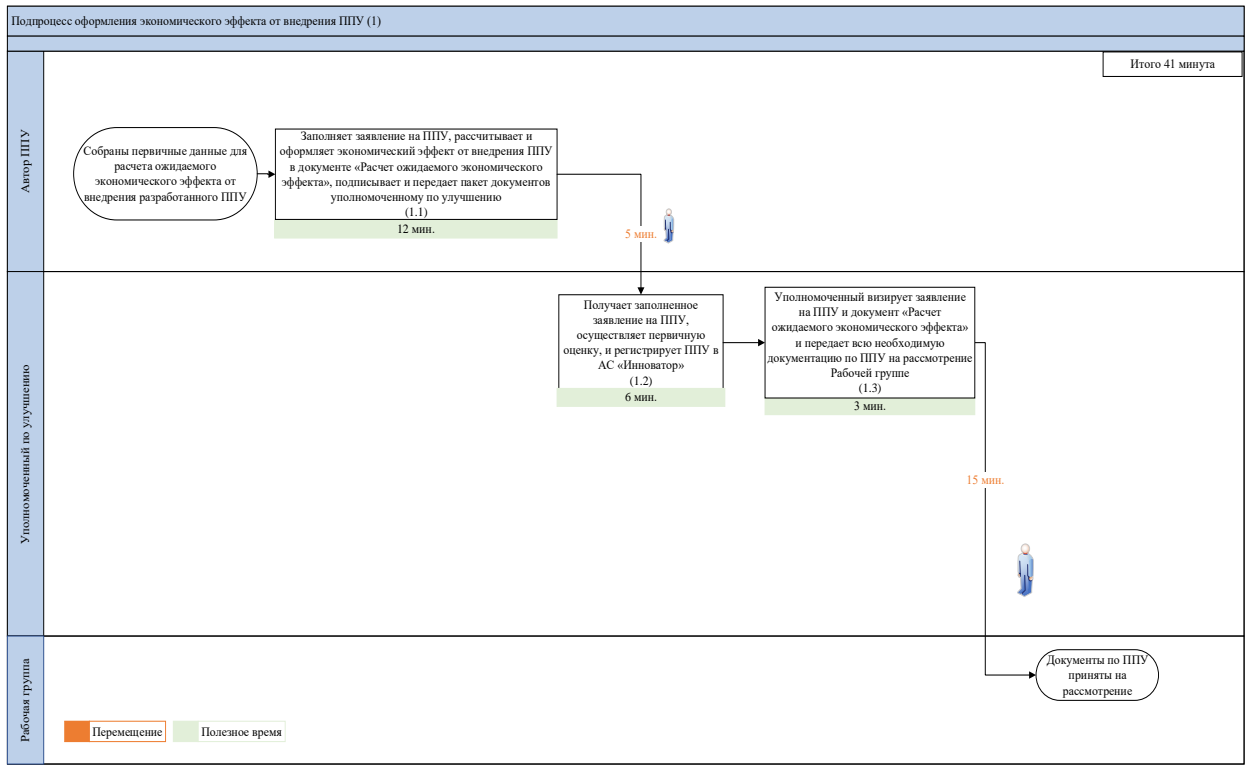 Подпроцесс оформления экономического эффекта от внедрения ППУ (1)
Итого 41 минута
Автор ППУ
Собраны первичные данные для
расчета ожидаемого
экономического эффекта от
внедрения разработанного ППУ
Заполняет заявление на ППУ, рассчитывает и
оформляет экономический эффект от внедрения ППУ
в документе «Расчет ожидаемого экономического
эффекта», подписывает и передает пакет документов
уполномоченному по улучшению
(1.1)
12 мин.
5 мин.
Уполномоченный по улучшению
Получает заполненное
заявление на ППУ,
осуществляет первичную
оценку, и регистрирует ППУ в
АС «Инноватор»
(1.2)
6 мин.
Уполномоченный визирует заявление
на ППУ и документ «Расчет
ожидаемого экономического эффекта»
и передает всю необходимую
документацию по ППУ на рассмотрение
Рабочей группе
(1.3)
3 мин.
15 мин.
Рабочая группа
Документы по ППУ
приняты на
рассмотрение
Перемещение
Полезное время